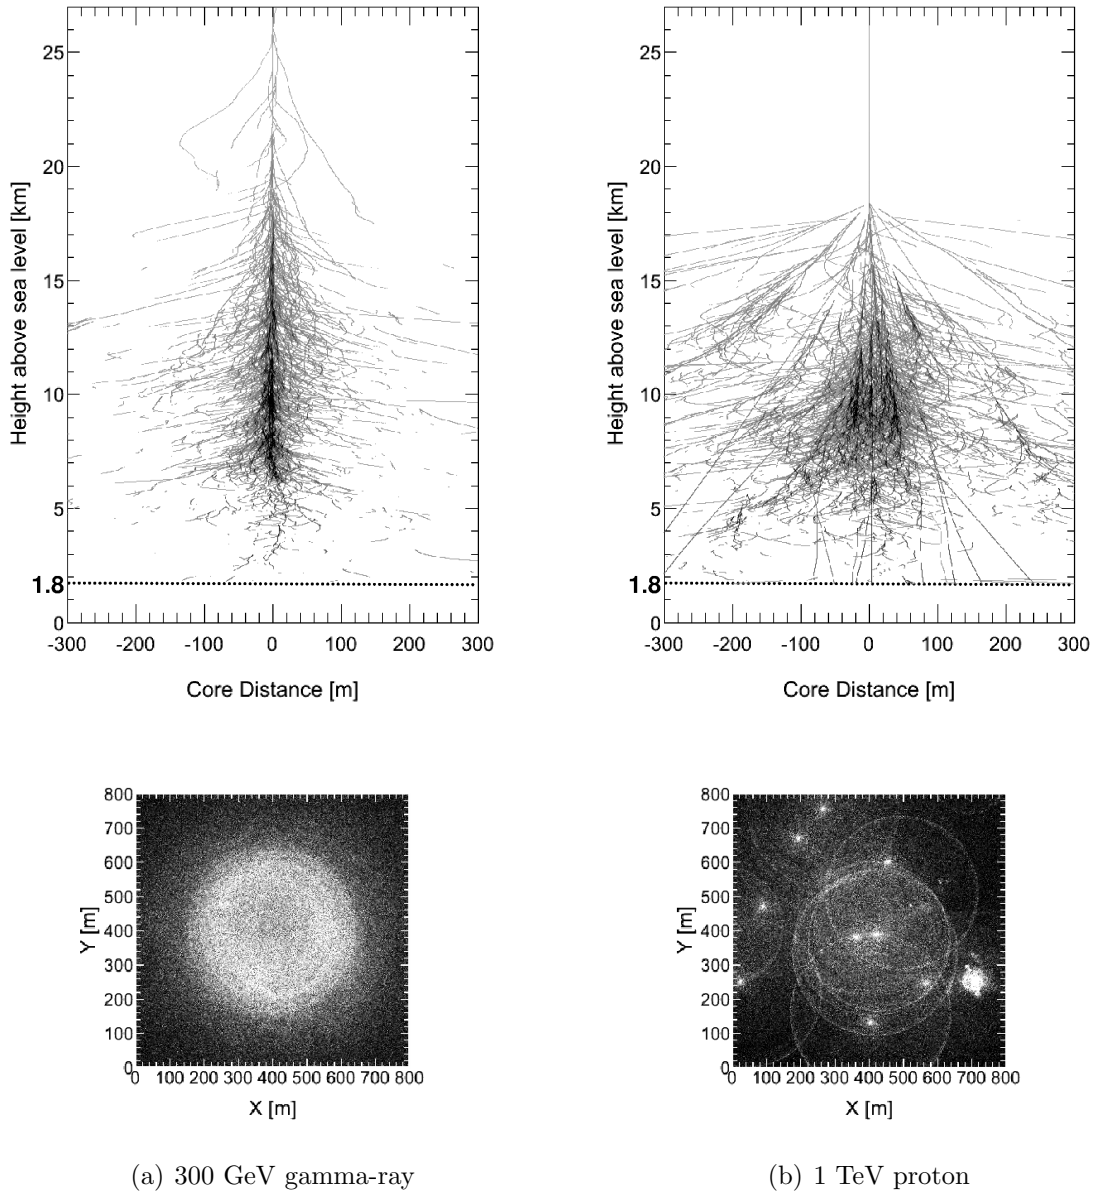 25
20
15
10
5
1.8
0
Height above sea level [km]
-300 -200 -100 0 100 200 300
Core Distance [m]
25
20
15
10
5
1.8
0
Height above sea level [km]
-300 -200 -100 0 100 200 300
Core Distance [m]
800
700
600
500
400
300
200
100
0
Y [m]
0 100 200 300 400 500 600 700 800
X [m]
800
700
600
500
400
300
200
100
0
Y [m]
0 100 200 300 400 500 600 700 800
X [m]
(a) 300 GeV gamma-ray
(b) 1 TeV proton